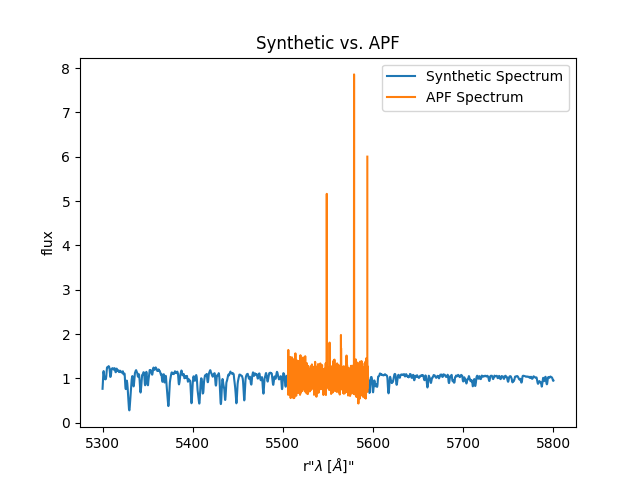 Synthetic vs. APF
Synthetic Spectrum
APF Spectrum
flux
8
7
6
5
4
3
2
1
0
5300 5400 5500 5600 5700 5800
r"λ [Å]"